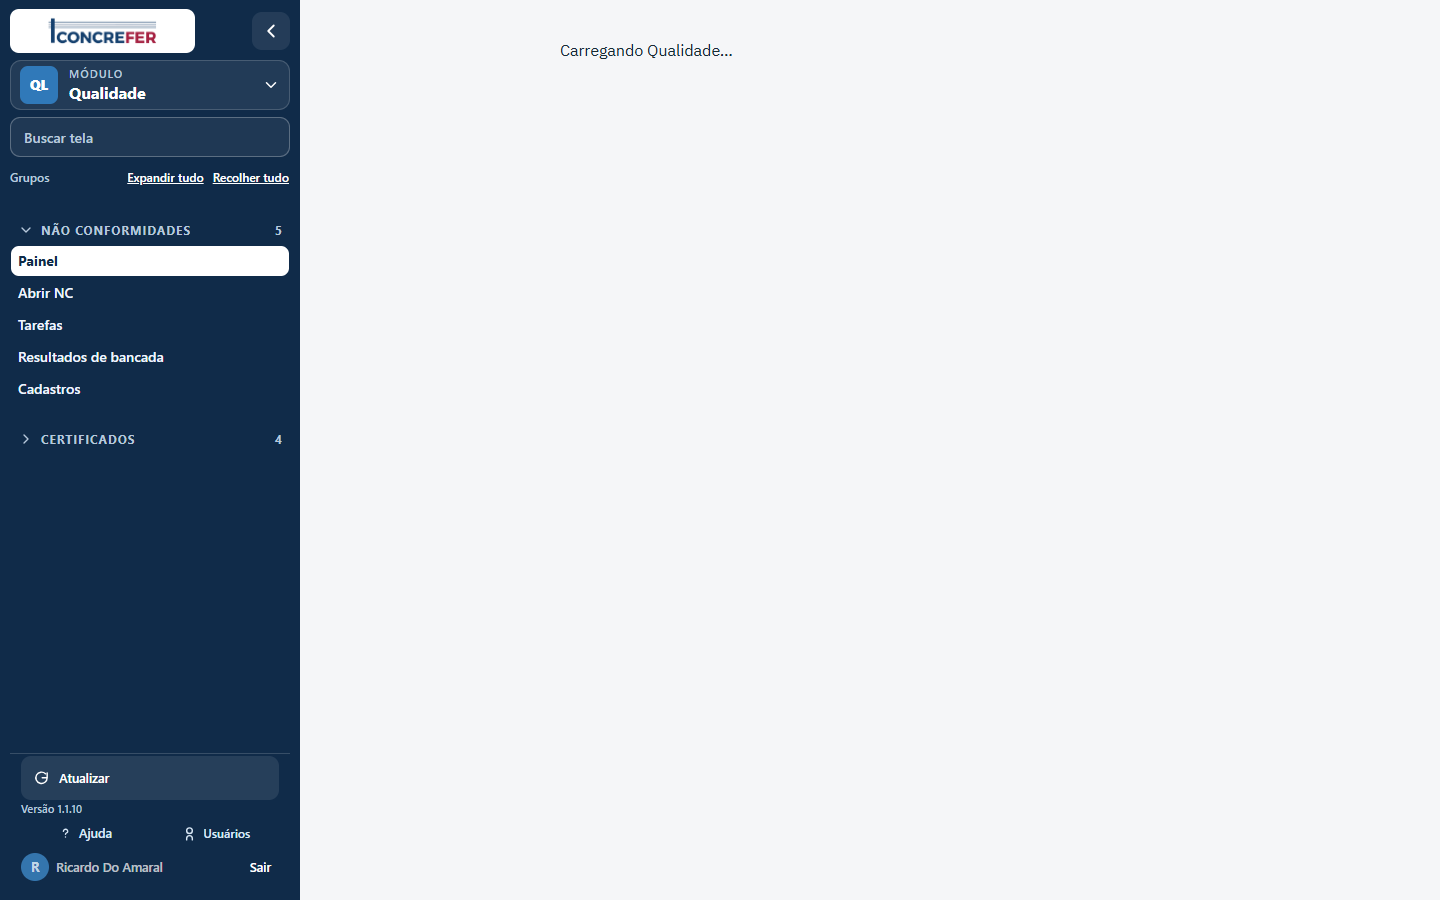 CONCREFER
QL
MÓDULO
Qualidade
Buscar tela
Grupos Expandir tudo Recolher tudo
NÃO CONFORMIDADES 5
Painel
Abrir NC
Tarefas
Resultados de bancada
Cadastros
CERTIFICADOS 4
Atualizar
Versão 1.1.10
? Ajuda Usuários
R Ricardo Do Amaral Sair
Carregando Qualidade...